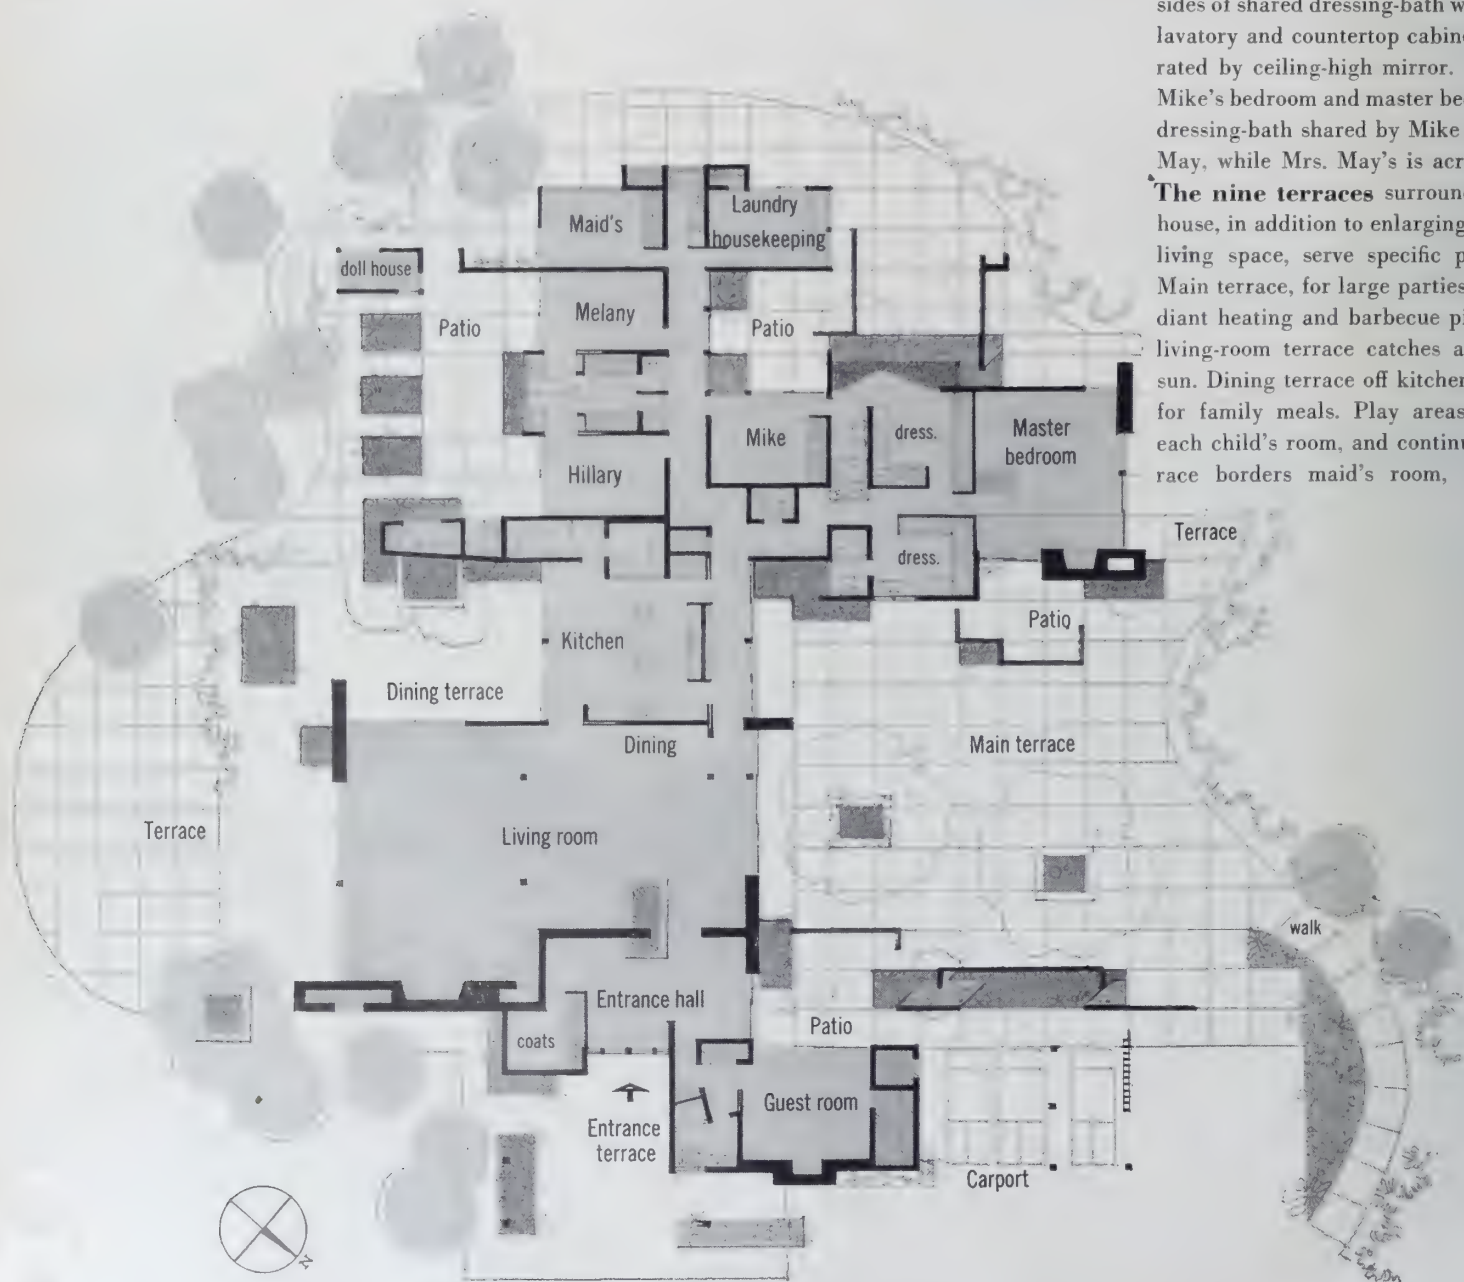 sides of shared dressing-bath w
lavatory and countertop cabine
rated by ceiling-high mirror.
Mike's bedroom and master be
dressing-bath shared by Mike
May, while Mrs. May's is acr
The nine terraces surroun
house, in addition to enlarging
living space, serve specific p
Main terrace, for large parties
diant heating and barbecue pi
living-room terrace catches a
sun. Dining terrace off kitchen
for family meals. Play areas
each child's room, and continu
race borders maid's room,
Maid's
Laundry
housekeeping
doll house
Patio
Melany
Patio
Mike
dress.
Master
bedroom
Hillary
Terrace
dress.
Patio
Kitchen
Dining terrace
Dining
Main terrace
Terrace
Living room
walk
Entrance hall
Patio
coats
Guest room
Entrance
terrace
Carport
N